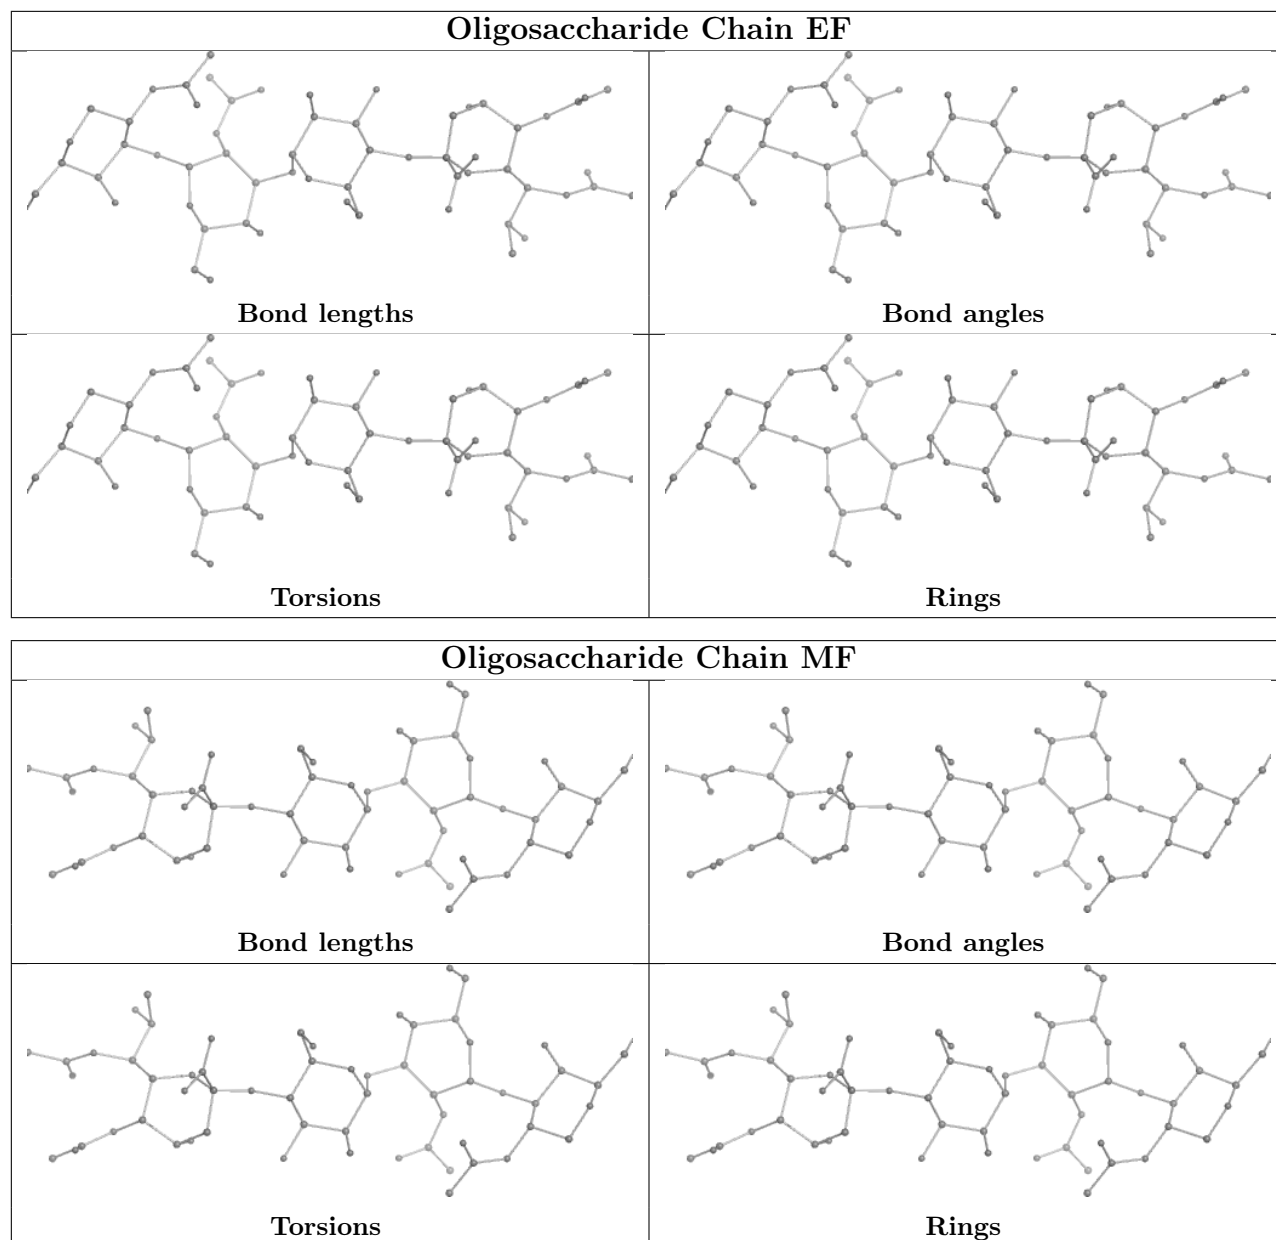 Oligosaccharide Chain EF
Bond lengths
Bond angles
Torsions
Rings
Oligosaccharide Chain MF
Bond lengths
Bond angles
Torsions
Rings